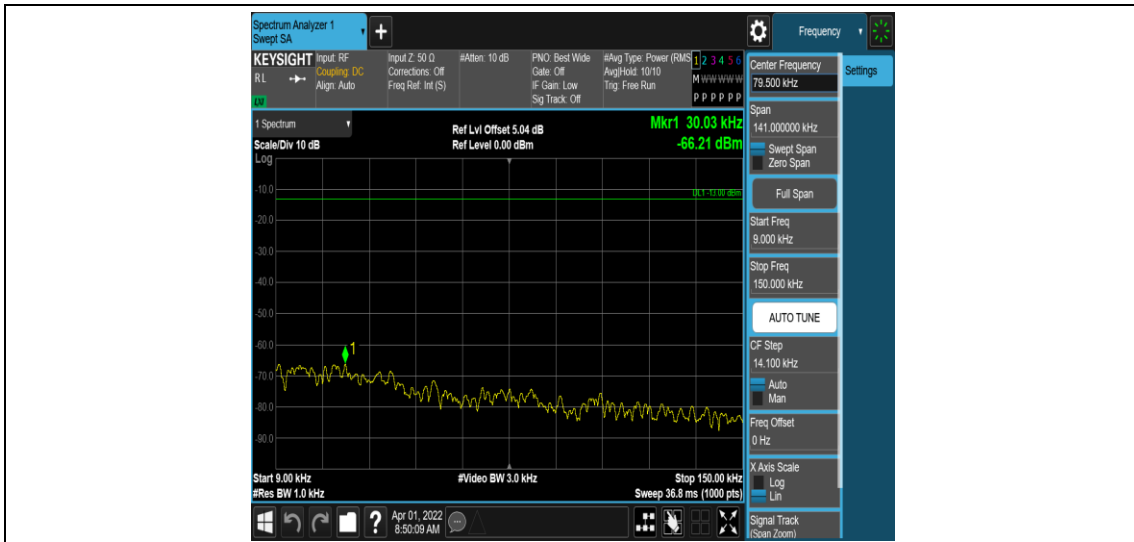 Spectrum Analyzer 1
Swept SA
+
Frequency
KEYSIGHT
RL
LXI
Input: RF
Coupling: DC
Align: Auto
Input Z: 50 Ω
Corrections: Off
Freq Ref: Int (S)
#Atten: 10 dB
PNO: Best Wide
Gate: Off
IF Gain: Low
Sig Track: Off
#Avg Type: Power (RMS
Avg|Hold: 10/10
Trig: Free Run
1 2 3 4 5 6
M W W W W W
P P P P P P
1 Spectrum
Scale/Div 10 dB
Ref Lvl Offset 5.04 dB
Ref Level 0.00 dBm
Mkr1 30.03 kHz
-66.21 dBm
Log
DL1 -13.00 dBm
-10.0
-20.0
-30.0
-40.0
-50.0
-60.0
1
-70.0
-80.0
-90.0
Start 9.00 kHz
#Video BW 3.0 kHz
Stop 150.00 kHz
#Res BW 1.0 kHz
Sweep 36.8 ms (1000 pts)
?
Apr 01, 2022
8:50:09 AM
Center Frequency
79.500 kHz
Settings
Span
141.000000 kHz
Swept Span
Zero Span
Full Span
Start Freq
9.000 kHz
Stop Freq
150.000 kHz
AUTO TUNE
CF Step
14.100 kHz
Auto
Man
Freq Offset
0 Hz
X Axis Scale
Log
Lin
Signal Track
(Span Zoom)